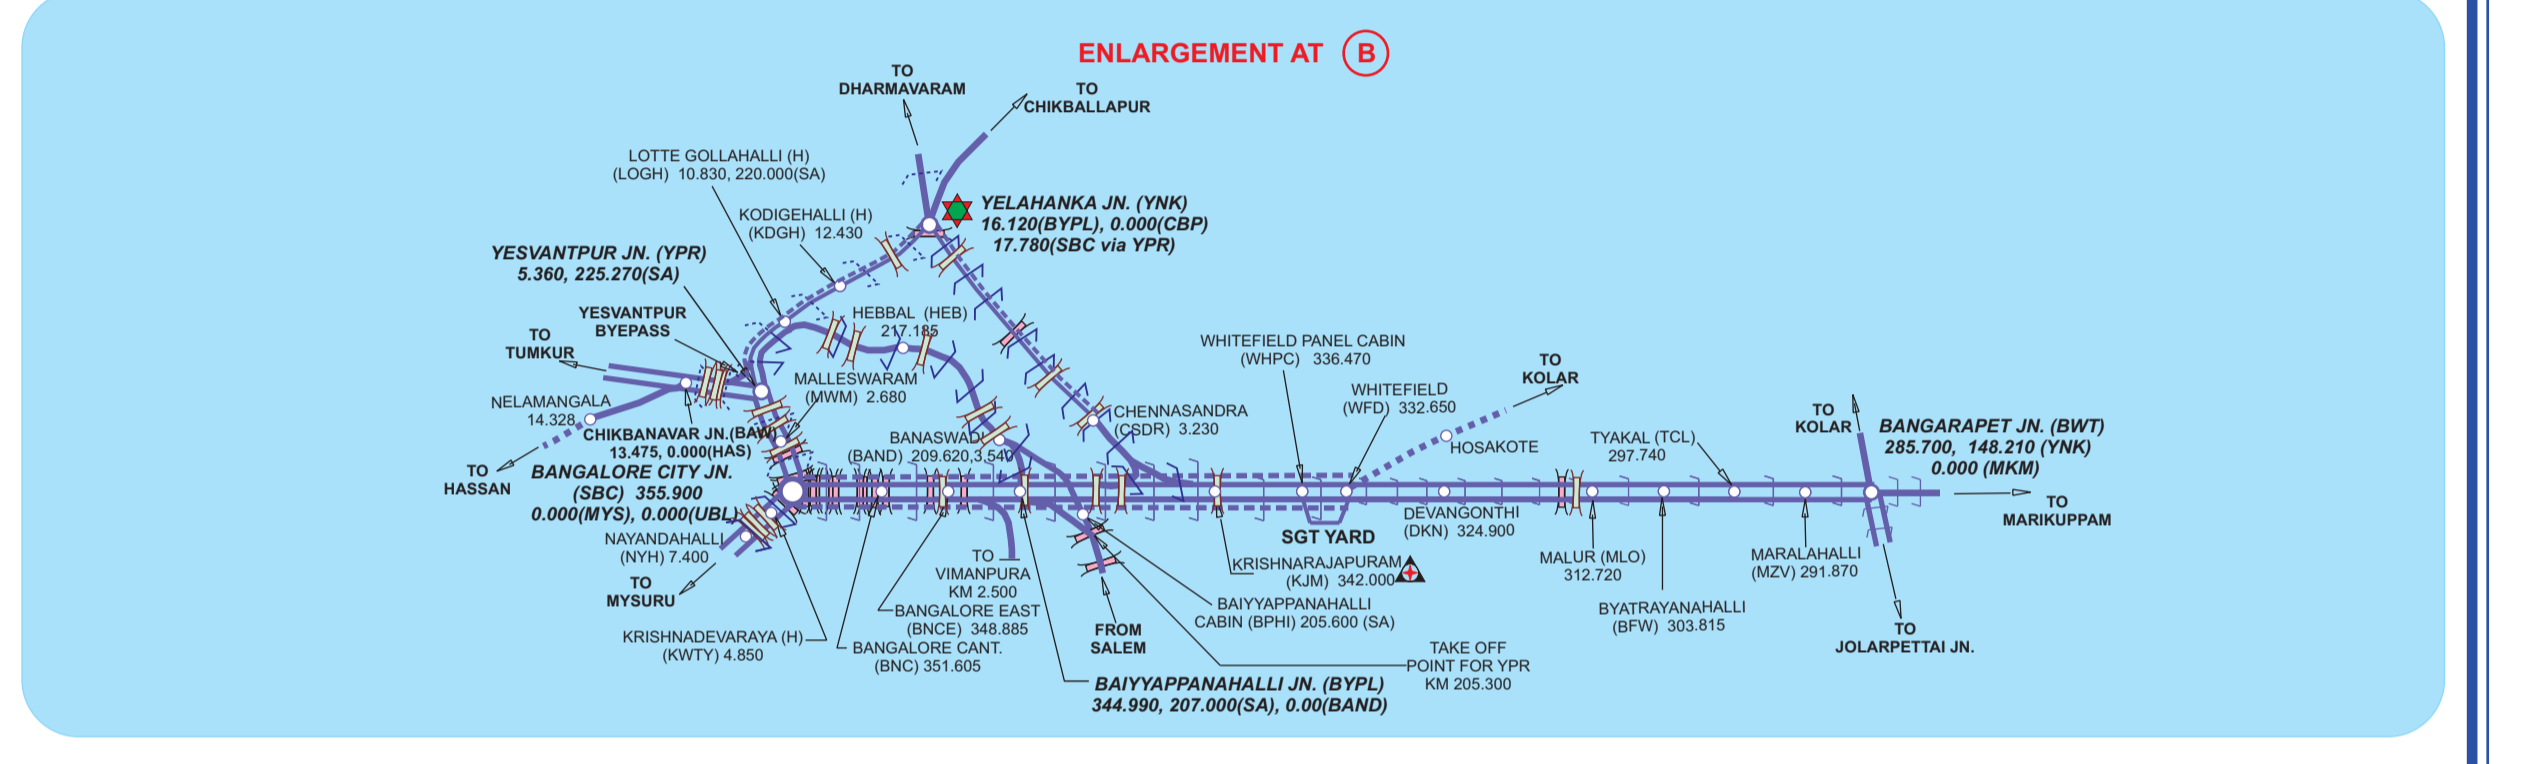 ENLARGEMENT AT B
TO
DHARMAVARAM
TO
CHIKBALLAPUR
LOTTE GOLLAHALLI (H)
(LOGH) 10.830, 220.000(SA)
KODIGEHALLI (H)
(KDGH) 12.430
YELAHANKA JN. (YNK)
16.120(BYPL), 0.000(CBP)
17.780(SBC via YPR)
YESVANTPUR JN. (YPR)
5.360, 225.270(SA)
YESVANTPUR
BYEPASS
TO
TUMKUR
HEBBAL (HEB)
217.185
NELAMANGALA
14.328
MALLESWARAM
(MWM) 2.680
CHIKBANAVAR JN.(BAW)
13.475, 0.000(HAS)
TO
HASSAN
BANGALORE CITY JN.
(SBC) 355.900
0.000(MYS), 0.000(UBL)
BANASWADI
(BAND) 209.620,3.540
CHENNASANDRA
(CSDR) 3.230
WHITEFIELD PANEL CABIN
(WHPC) 336.470
WHITEFIELD
(WFD) 332.650
TO
KOLAR
HOSAKOTE
TYAKAL (TCL)
297.740
TO
KOLAR
BANGARAPET JN. (BWT)
285.700, 148.210 (YNK)
0.000 (MKM)
TO
MARIKUPPAM
NAYANDAHALLI
(NYH) 7.400
TO
MYSURU
KRISHNADEVARAYA (H)
(KWTY) 4.850
TO
VIMANPURA
KM 2.500
BANGALORE EAST
(BNCE) 348.885
BANGALORE CANT.
(BNC) 351.605
FROM
SALEM
BAIYYAPPANAHALLI
CABIN (BPHI) 205.600 (SA)
KRISHNARAJAPURAM
(KJM) 342.000
SGT YARD
DEVANGONTHI
(DKN) 324.900
MALUR (MLO)
312.720
BYATRAYANAHALLI
(BFW) 303.815
MARALAHALLI
(MZV) 291.870
TO
JOLARPETTAI JN.
TAKE OFF
POINT FOR YPR
KM 205.300
BAIYYAPPANAHALLI JN. (BYPL)
344.990, 207.000(SA), 0.00(BAND)